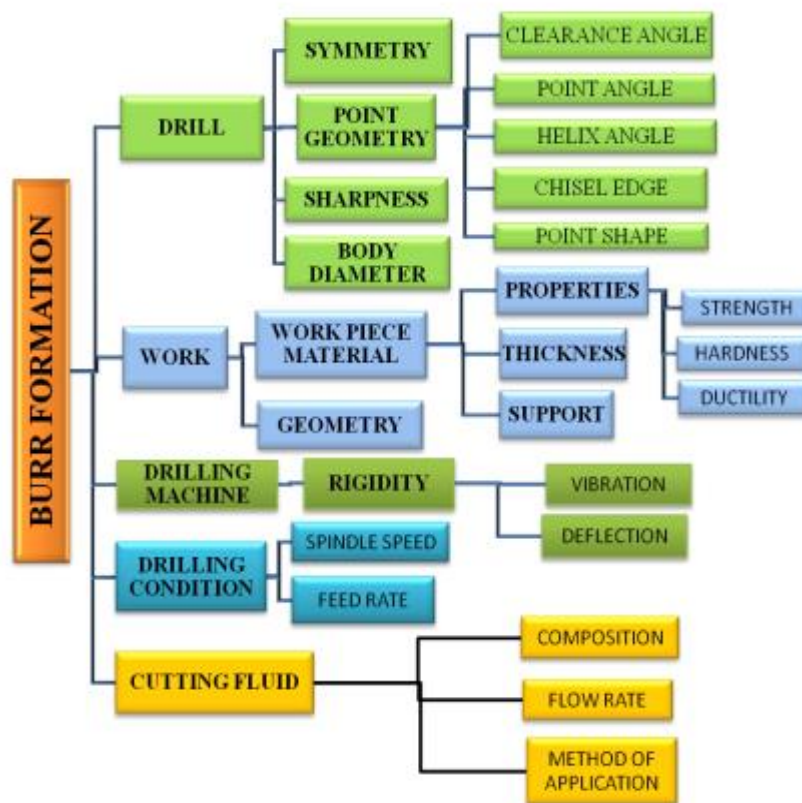 BURR FORMATION
DRILL
SYMMETRY
POINT
GEOMETRY
CLEARANCE ANGLE
POINT ANGLE
HELIX ANGLE
CHISEL EDGE
POINT SHAPE
SHARPNESS
BODY
DIAMETER
WORK
WORK PIECE
MATERIAL
PROPERTIES
STRENGTH
HARDNESS
DUCTILITY
THICKNESS
SUPPORT
GEOMETRY
DRILLING
MACHINE
RIGIDITY
VIBRATION
DEFLECTION
DRILLING
CONDITION
SPINDLE SPEED
FEED RATE
CUTTING FLUID
COMPOSITION
FLOW RATE
METHOD OF
APPLICATION